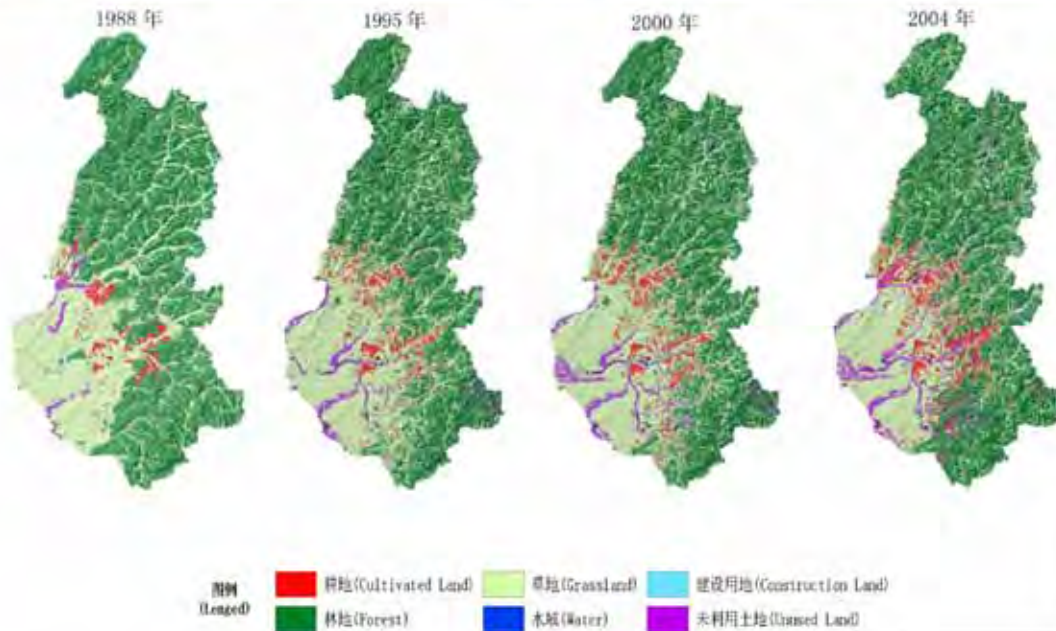 1988 年
1995 年
2000 年
2004 年
图例
(Lenged)
耕地(Cultivated Land)
草地(Grassland)
建设用地(Construction Land)
林地(Forest)
水域(Water)
未利用土地(Unused Land)